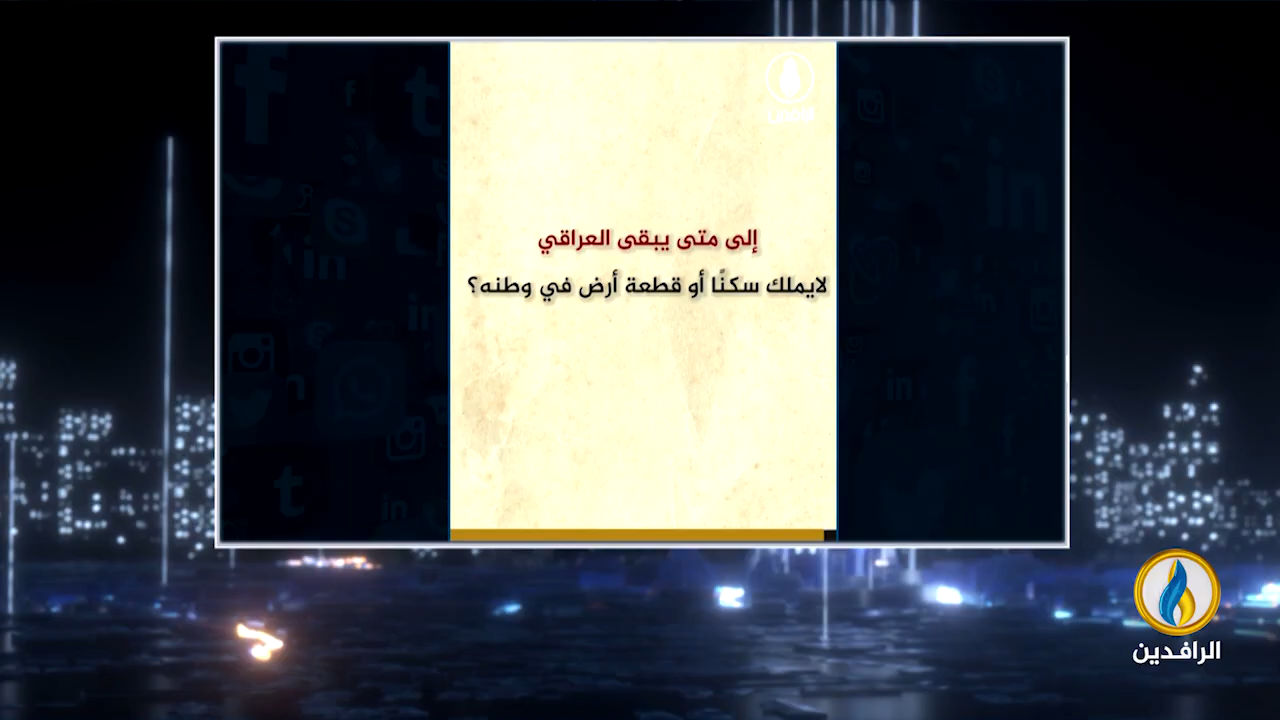 إلى متى يبقى العراقي
لايملك سكنًا أو قطعة أرض في وطنه؟
الرافدين